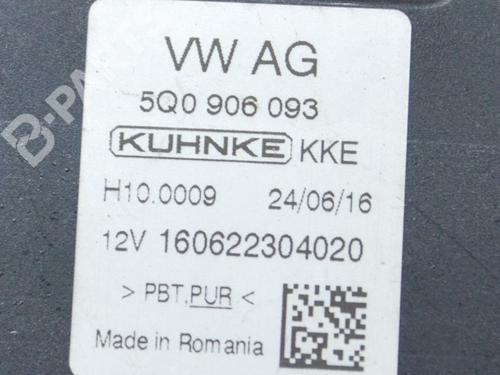 VW AG
5Q0 906 093
KUHNKE KKE
H10.0009 24/06/16
12V 160622304020
> PBT,PUR <
Made in Romania
B-PARTS